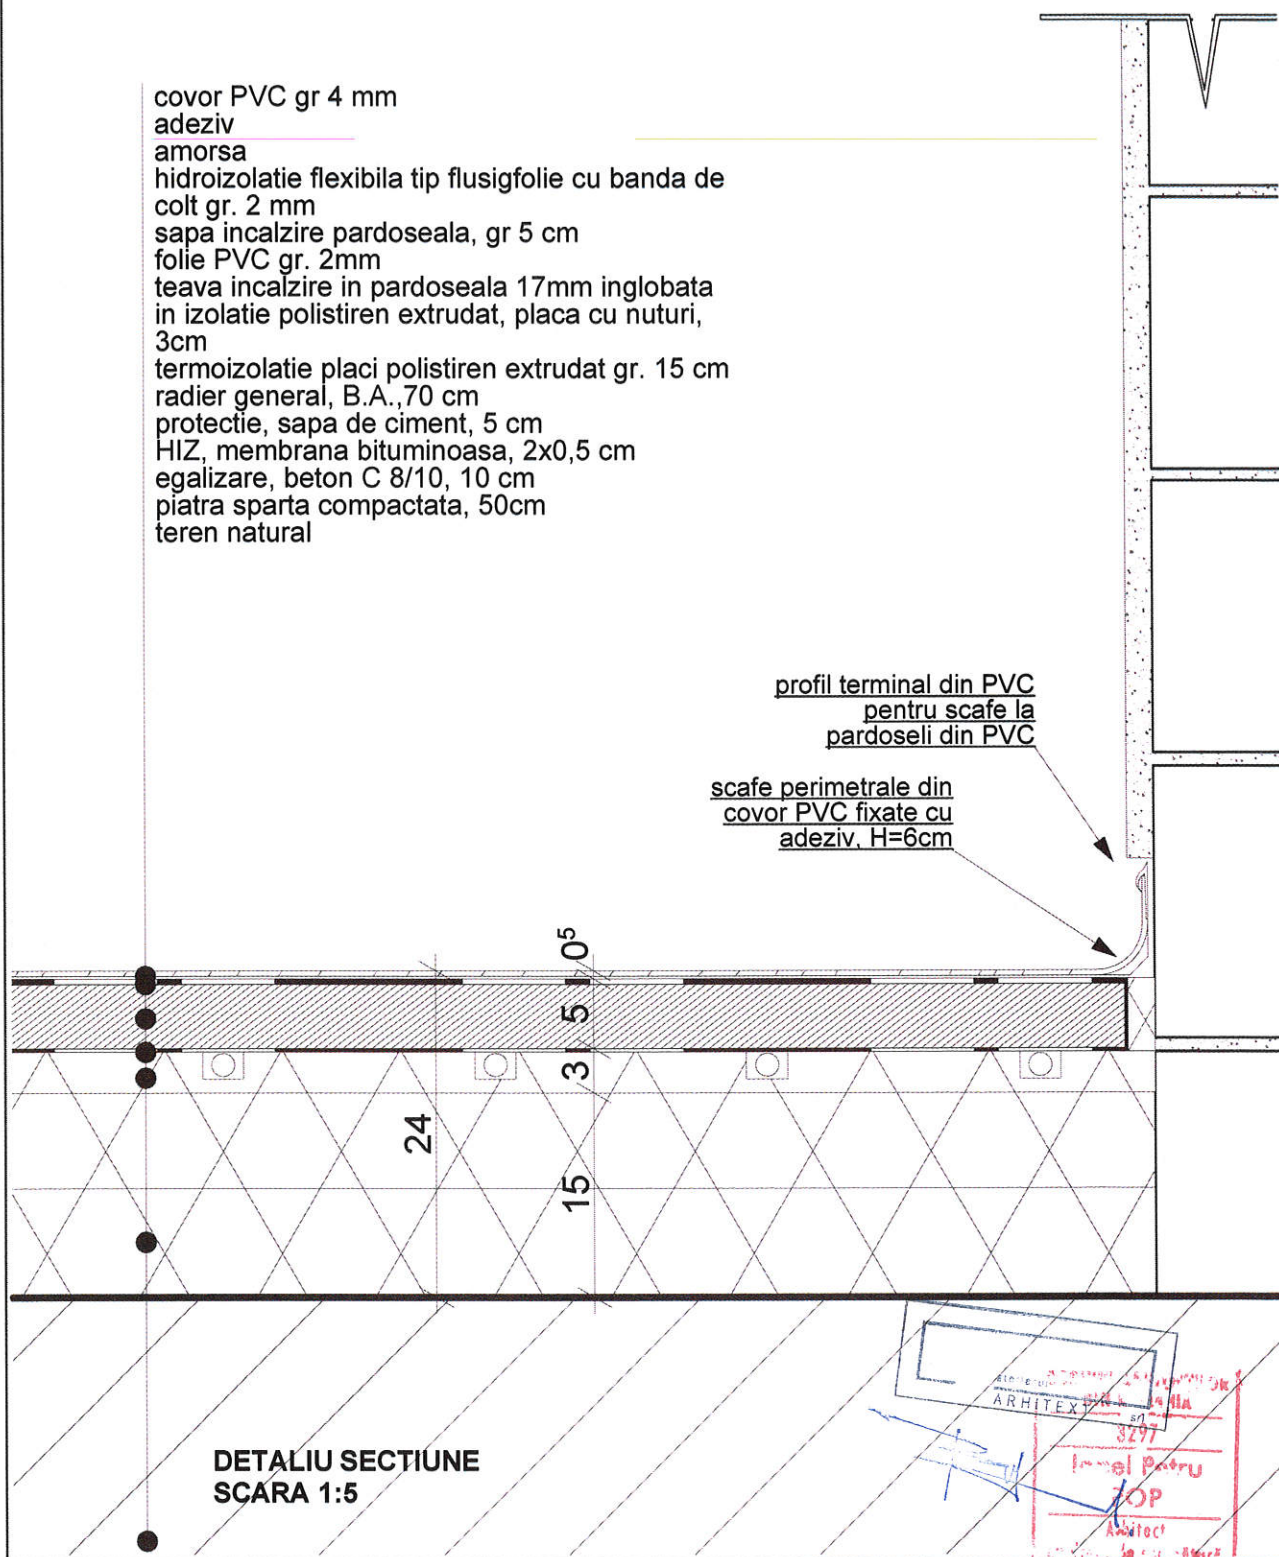 covor PVC gr 4 mm
adeziv
amorsa
hidroizolatie flexibila tip flusigfolie cu banda de
colt gr. 2 mm
sapa incalzire pardoseala, gr 5 cm
folie PVC gr. 2mm
teava incalzire in pardoseala 17mm inglobata
in izolatie polistiren extrudat, placa cu nuturi,
3cm
termoizolatie placi polistiren extrudat gr. 15 cm
radier general, B.A.,70 cm
protectie, sapa de ciment, 5 cm
HIZ, membrana bituminoasa, 2x0,5 cm
egalizare, beton C 8/10, 10 cm
piatra sparta compactata, 50cm
teren natural
profil terminal din PVC
pentru scafe la
pardoseli din PVC
scafe perimetrale din
covor PVC fixate cu
adeziv, H=6cm
0⁵
5
3
24
15
DETALIU SECTIUNE
SCARA 1:5
ARHITEXT
srl
3297
Petru
POP
Arhitect